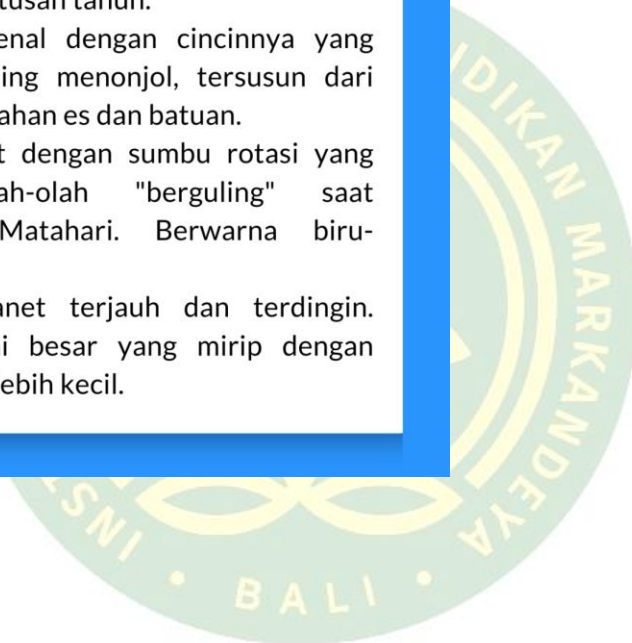 tusan tahun.
enal dengan cincinnya yang
ing menonjol, tersusun dari
ahan es dan batuan.
t dengan sumbu rotasi yang
ah-olah "berguling" saat
Matahari. Berwarna biru-
anet terjauh dan terdingin.
i besar yang mirip dengan
ebih kecil.
INST
DIKAN MARKANDEYA
• BALI •